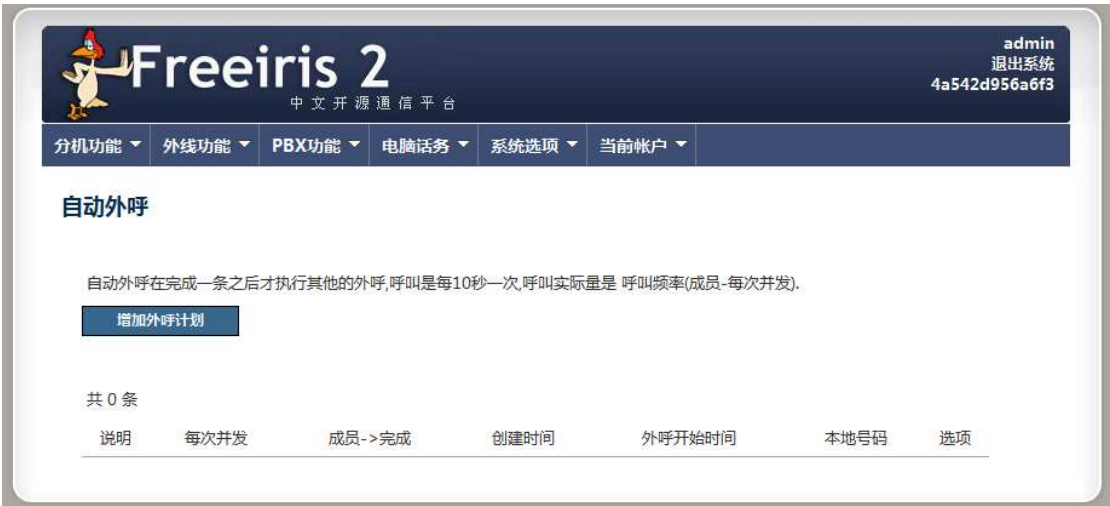 Freeiris 2
中文开源通信平台
admin
退出系统
4a542d956a6f3
分机功能 外线功能 PBX功能 电脑话务 系统选项 当前帐户
自动外呼
自动外呼在完成一条之后才执行其他的外呼,呼叫是每10秒一次,呼叫实际量是 呼叫频率(成员-每次并发).
增加外呼计划
共 0 条
说明 每次并发 成员->完成 创建时间 外呼开始时间 本地号码 选项